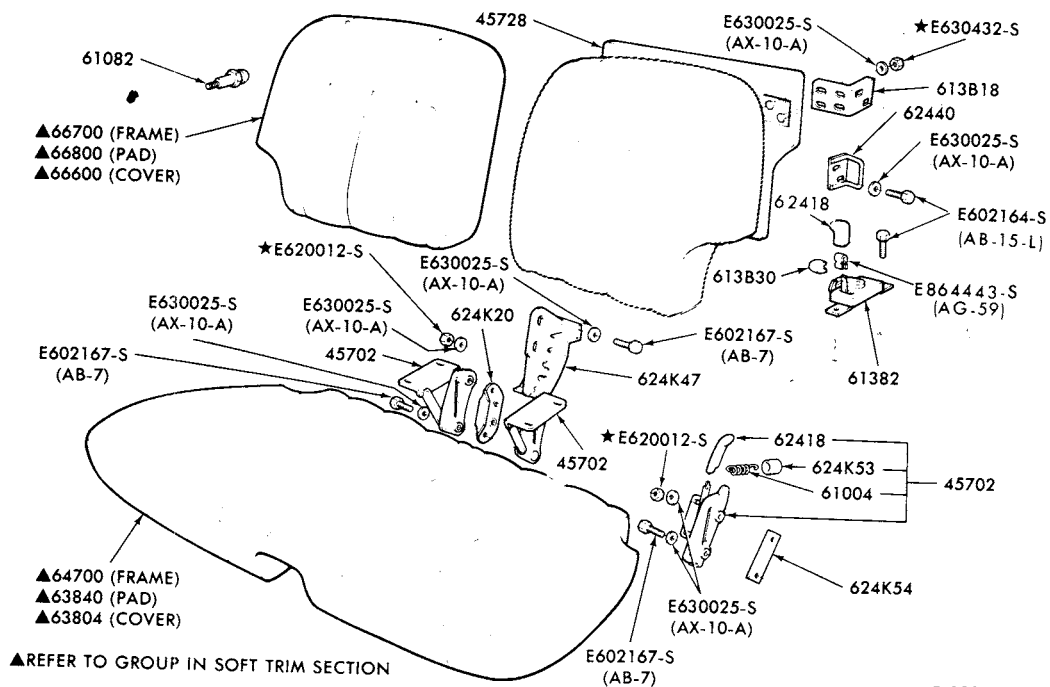 45728
E630025-S
(AX-10-A)
★E630432-S
61082
613B18
62440
▲66700 (FRAME)
▲66800 (PAD)
▲66600 (COVER)
E630025-S
(AX-10-A)
62418
E602164-S
(AB-15-L)
★E620012-S
E630025-S
(AX-10-A)
613B30
E864443-S
(AG-59)
E630025-S
(AX-10-A)
E630025-S
(AX-10-A)
624K20
E602167-S
(AB-7)
45702
E602167-S
(AB-7)
624K47
61382
45702
★E620012-S
62418
624K53
61004
45702
▲64700 (FRAME)
▲63840 (PAD)
▲63804 (COVER)
624K54
E630025-S
(AX-10-A)
E602167-S
(AB-7)
▲REFER TO GROUP IN SOFT TRIM SECTION